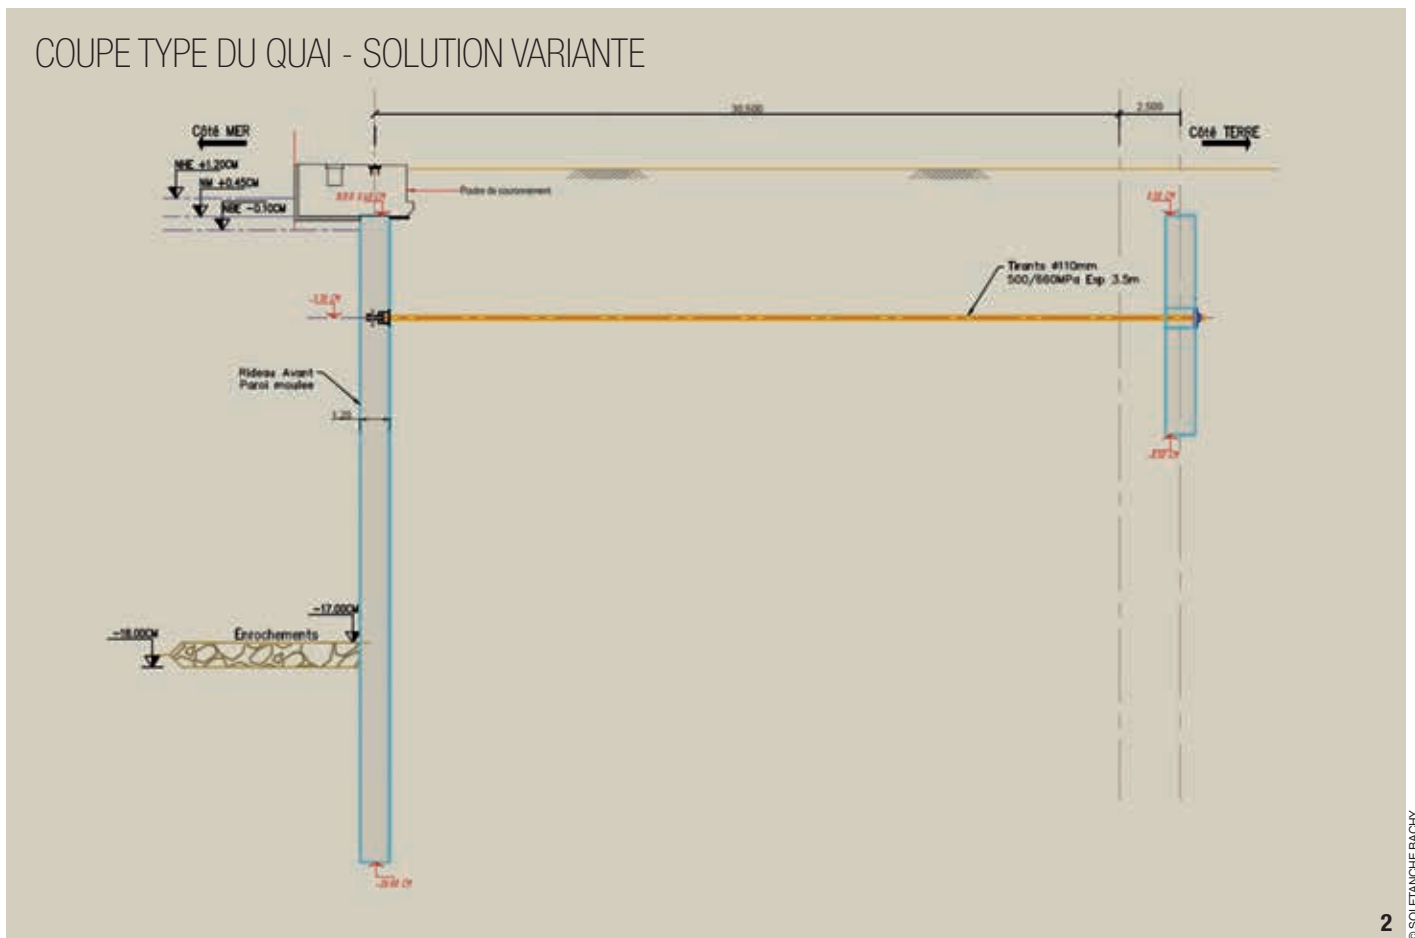 COUPE TYPE DU QUAI - SOLUTION VARIANTE
30.500
2.500
Côté MER
Côté TERRE
NHE +1.20CM
NM +0.45CM
NBE -0.10CM
Poutre de couronnement
Tirants ø110mm
500/660MPa Esp 3.5m
Rideau Avant
Paroi moulee
1.20
-17.00CM
-18.00CM
Enrochements
2
© SOLETANCHE BACHY